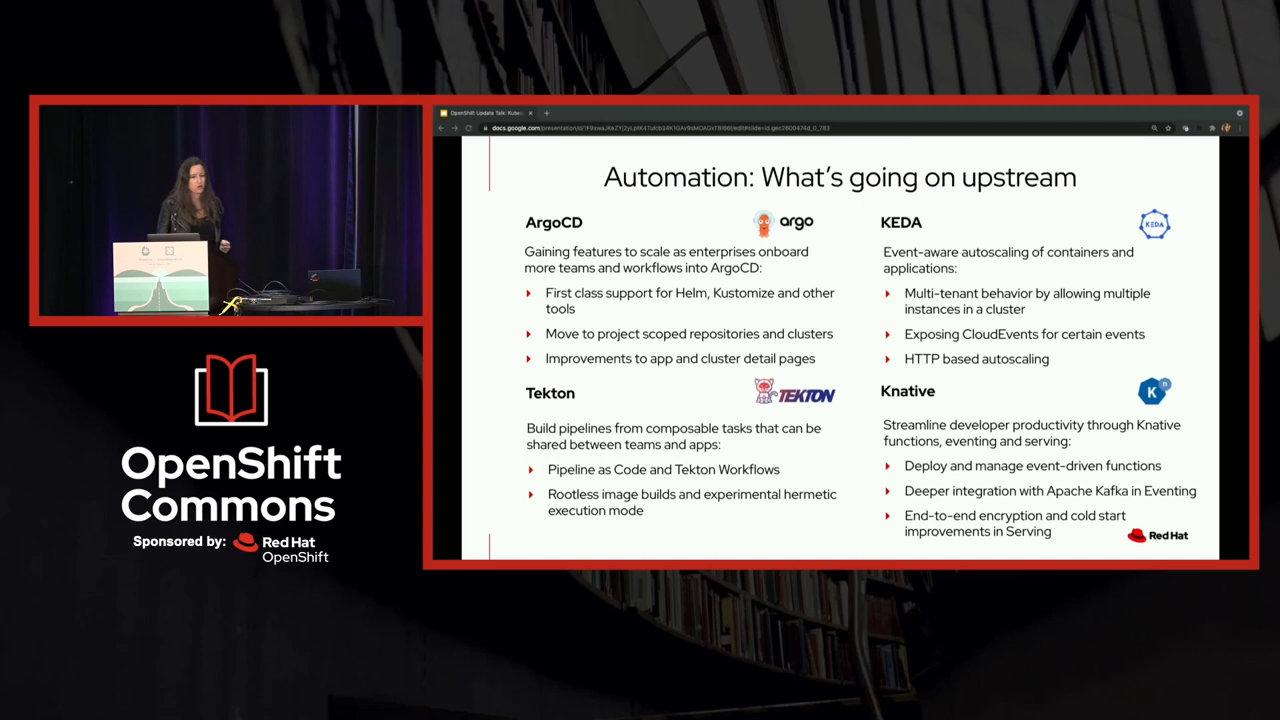 OpenShift Update Talk: Kube
docs.google.com
Automation: What's going on upstream
ArgoCD
argo
Gaining features to scale as enterprises onboard
more teams and workflows into ArgoCD:
First class support for Helm, Kustomize and other
tools
Move to project scoped repositories and clusters
Improvements to app and cluster detail pages
KEDA
KEDA
Event-aware autoscaling of containers and
applications:
Multi-tenant behavior by allowing multiple
instances in a cluster
Exposing CloudEvents for certain events
HTTP based autoscaling
Tekton
TEKTON
Build pipelines from composable tasks that can be
shared between teams and apps:
Pipeline as Code and Tekton Workflows
Rootless image builds and experimental hermetic
execution mode
Knative
K n
Streamline developer productivity through Knative
functions, eventing and serving:
Deploy and manage event-driven functions
Deeper integration with Apache Kafka in Eventing
End-to-end encryption and cold start
improvements in Serving
Red Hat
OpenShift
Commons
Sponsored by:
Red Hat
OpenShift